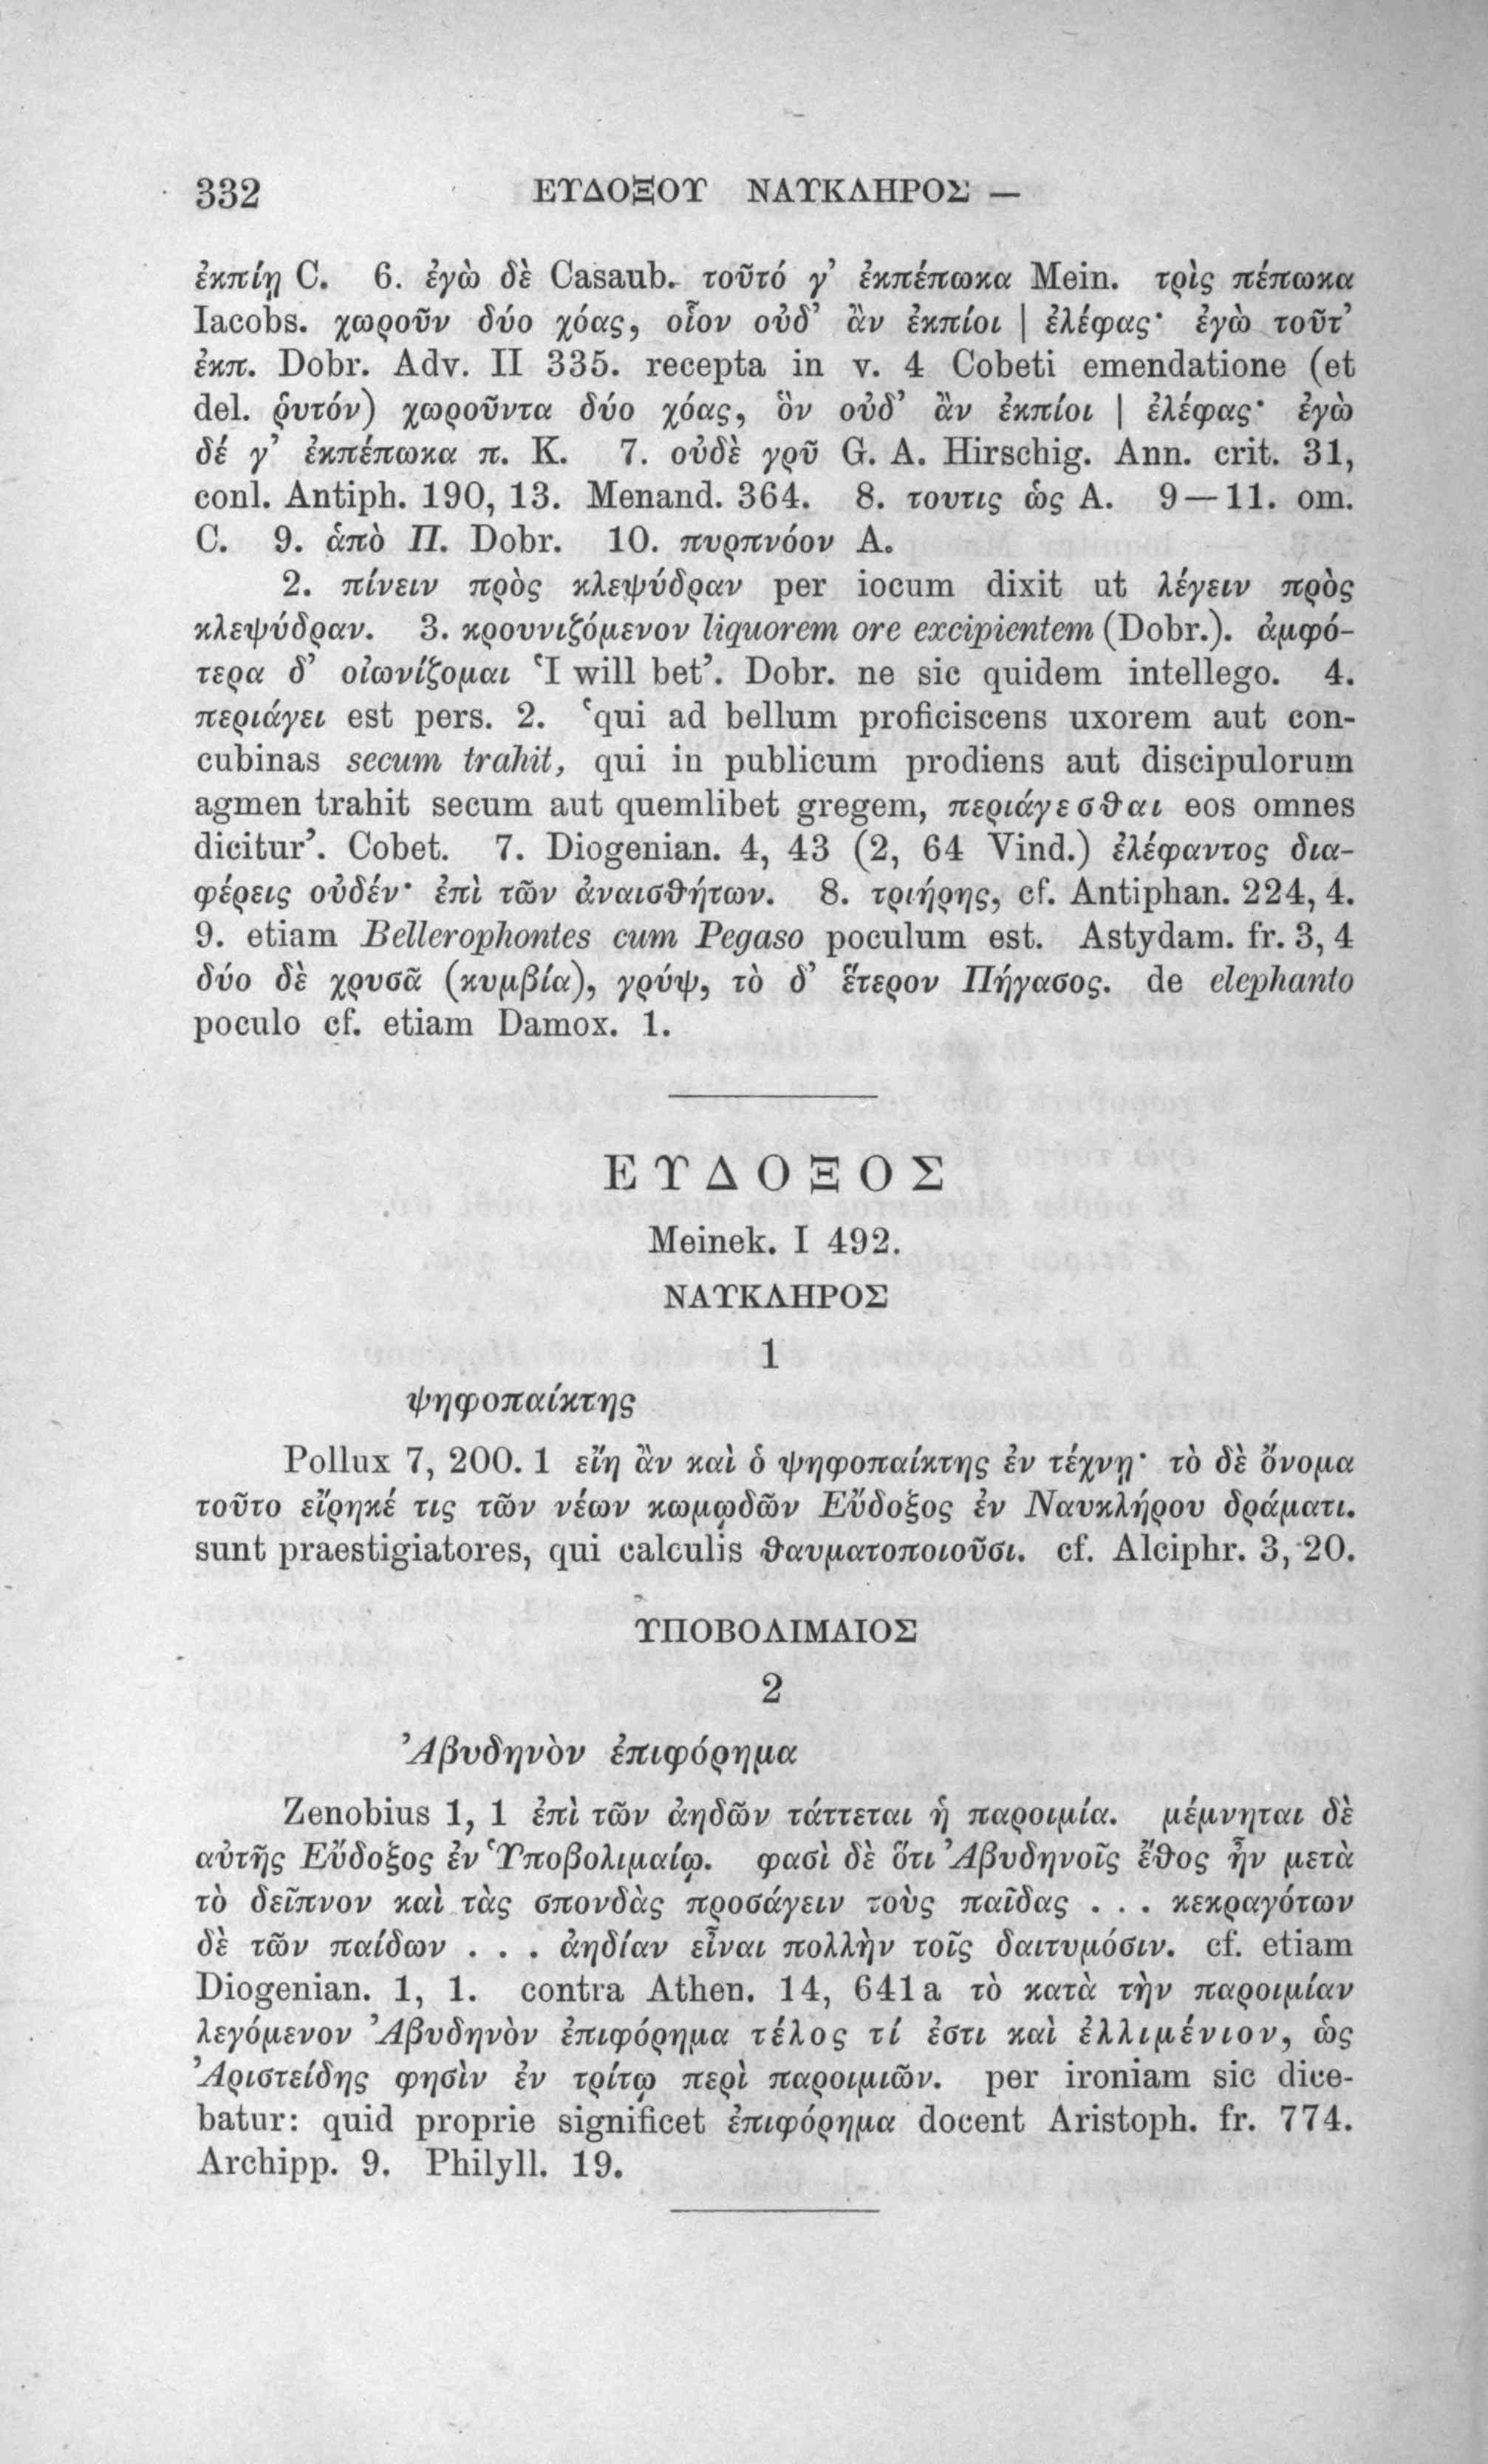 332 ΕΥΔΟΞΟΥ ΝΑΥΚΛΗΡΟΣ —
ἐκπίῃ C. 6. ἐγὼ δὲ Casaub. τοῦτό γ’ ἐκπέπωκα Mein. τρὶς πέπωκα
Iacobs. χωροῦν δύο χόας, οἷον οὐδ’ ἂν ἐκπίοι | ἐλέφας· ἐγὼ τοῦτ’
ἐκπ. Dobr. Adv. II 335. recepta in v. 4 Cobeti emendatione (et
del. ῥυτόν) χωροῦντα δύο χόας, ὃν οὐδ’ ἂν ἐκπίοι | ἐλέφας· ἐγὼ
δέ γ’ ἐκπέπωκα π. K. 7. οὐδὲ γρῦ G. A. Hirschig. Ann. crit. 31,
conl. Antiph. 190, 13. Menand. 364. 8. τουτις ὡς A. 9—11. om.
C. 9. ἁπὸ Π. Dobr. 10. πυρπνόον A.
2. πίνειν πρὸς κλεψύδραν per iocum dixit ut λέγειν πρὸς
κλεψύδραν. 3. κρουνιζόμενον liquorem ore excipientem (Dobr.). ἀμφό-
τερα δ’ οἰωνίζομαι ‘I will bet’. Dobr. ne sic quidem intellego. 4.
περιάγει est pers. 2. ‘qui ad bellum proficiscens uxorem aut con-
cubinas secum trahit, qui in publicum prodiens aut discipulorum
agmen trahit secum aut quemlibet gregem, περιάγεσθαι eos omnes
dicitur’. Cobet. 7. Diogenian. 4, 43 (2, 64 Vind.) ἐλέφαντος δια-
φέρεις οὐδέν· ἐπὶ τῶν ἀναισθήτων. 8. τριήρης, cf. Antiphan. 224, 4.
9. etiam Bellerophontes cum Pegaso poculum est. Astydam. fr. 3, 4
δύο δὲ χρυσᾶ (κυμβία), γρύψ, τὸ δ’ ἕτερον Πήγασος. de elephanto
poculo cf. etiam Damox. 1.
ΕΥΔΟΞΟΣ
Meinek. I 492.
ΝΑΥΚΛΗΡΟΣ
1
ψηφοπαίκτης
Pollux 7, 200. 1 εἴη ἂν καὶ ὁ ψηφοπαίκτης ἐν τέχνῃ· τὸ δὲ ὄνομα
τοῦτο εἴρηκέ τις τῶν νέων κωμῳδῶν Εὔδοξος ἐν Ναυκλήρου δράματι.
sunt praestigiatores, qui calculis θαυματοποιοῦσι. cf. Alciphr. 3, 20.
ΥΠΟΒΟΛΙΜΑΙΟΣ
2
Ἀβυδηνὸν ἐπιφόρημα
Zenobius 1, 1 ἐπὶ τῶν ἀηδῶν τάττεται ἡ παροιμία. μέμνηται δὲ
αὐτῆς Εὔδοξος ἐν Ὑποβολιμαίῳ. φασὶ δὲ ὅτι Ἀβυδηνοῖς ἔθος ἦν μετὰ
τὸ δεῖπνον καὶ τὰς σπονδὰς προσάγειν τοὺς παῖδας . . . κεκραγότων
δὲ τῶν παίδων . . . ἀηδίαν εἶναι πολλὴν τοῖς δαιτυμόσιν. cf. etiam
Diogenian. 1, 1. contra Athen. 14, 641 a τὸ κατὰ τὴν παροιμίαν
λεγόμενον Ἀβυδηνὸν ἐπιφόρημα τέλος τί ἐστι καὶ ἐλλιμένιον, ὡς
Ἀριστείδης φησὶν ἐν τρίτῳ περὶ παροιμιῶν. per ironiam sic dice-
batur: quid proprie significet ἐπιφόρημα docent Aristoph. fr. 774.
Archipp. 9. Philyll. 19.